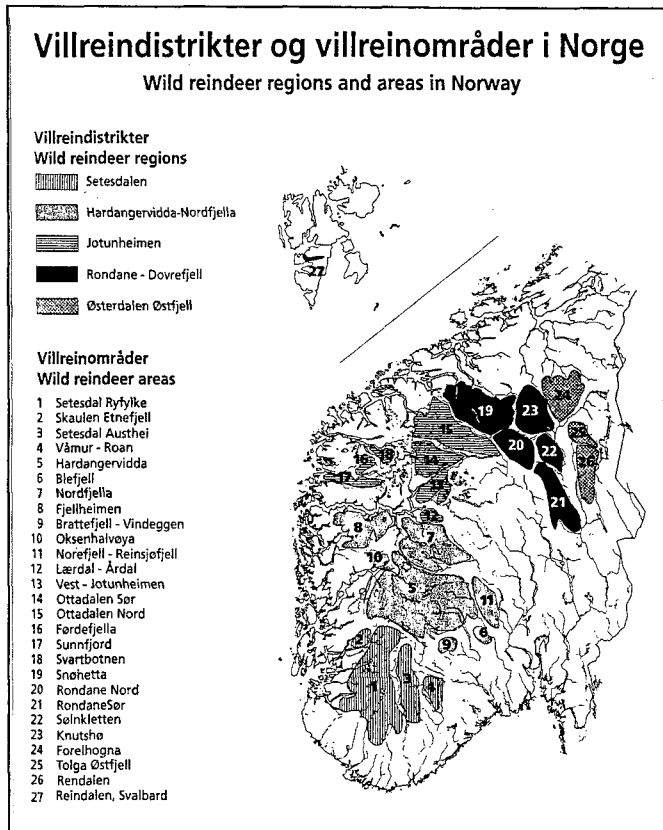 Villreindistrikter og villreinområder i Norge
Wild reindeer regions and areas in Norway
Villreindistrikter
Wild reindeer regions
Setesdalen
Hardangervidda-Nordfjella
Jotunheimen
Rondane - Dovrefjell
Østerdalen Østfjell
Villreinområder
Wild reindeer areas
1 Setesdal Ryfylke
2 Skaulen Etnefjell
3 Setesdal Austhei
4 Våmur - Roan
5 Hardangervidda
6 Blefjell
7 Nordfjella
8 Fjellheimen
9 Brattefjell - Vindeggen
10 Oksenhalvøya
11 Norefjell - Reinsjøfjell
12 Lærdal - Årdal
13 Vest - Jotunheimen
14 Ottadalen Sør
15 Ottadalen Nord
16 Førdefjella
17 Sunnfjord
18 Svartbotnen
19 Snøhetta
20 Rondane Nord
21 RondaneSør
22 Sølnkletten
23 Knutshø
24 Forelhogna
25 Tolga Østfjell
26 Rendalen
27 Reindalen, Svalbard
27
19
23
24
15
20
22
25
16
18
14
26
17
13
21
12
8
7
10
5
11
2
9
6
1
3
4